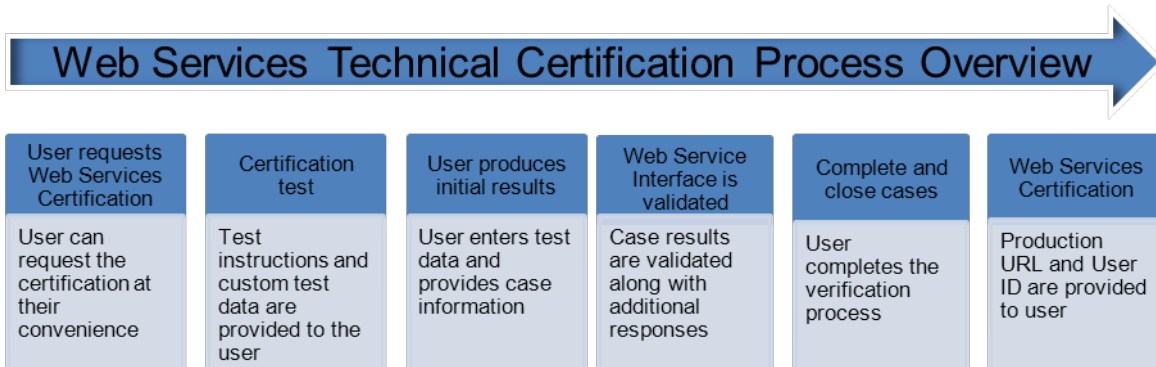 Web Services Technical Certification Process Overview
User requests
Web Services
Certification
User can
request the
certification at
their
convenience
Certification
test
Test
instructions and
custom test
data are
provided to the
user
User produces
initial results
User enters test
data and
provides case
information
Web Service
Interface is
validated
Case results
are validated
along with
additional
responses
Complete and
close cases
User
completes the
verification
process
Web Services
Certification
Production
URL and User
ID are provided
to user